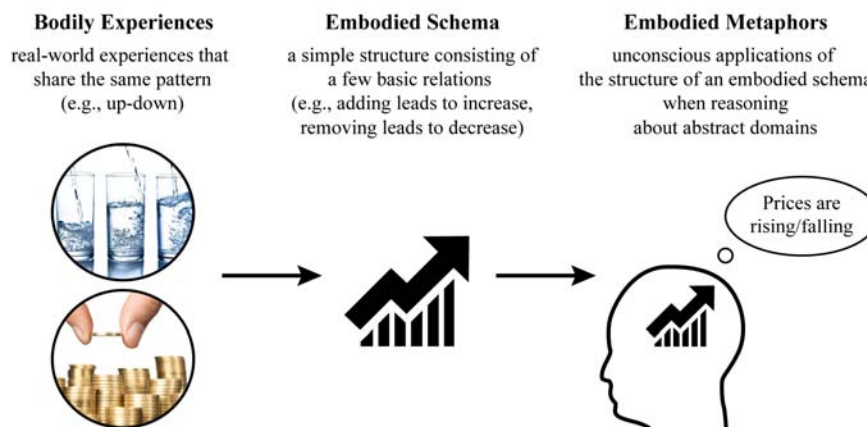 Bodily Experiences
real-world experiences that
share the same pattern
(e.g., up-down)
Embodied Schema
a simple structure consisting of
a few basic relations
(e.g., adding leads to increase,
removing leads to decrease)
Embodied Metaphors
unconscious applications of
the structure of an embodied schema
when reasoning
about abstract domains
Prices are
rising/falling